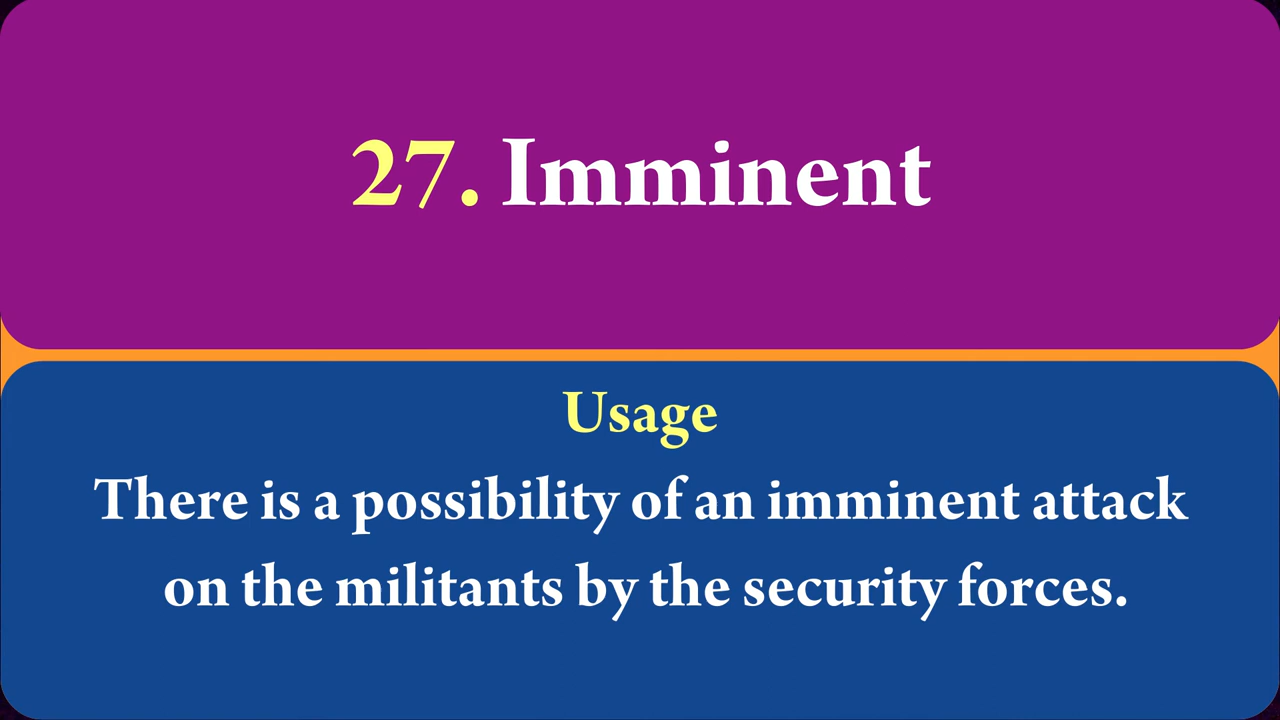 27. Imminent
Usage
There is a possibility of an imminent attack
on the militants by the security forces.